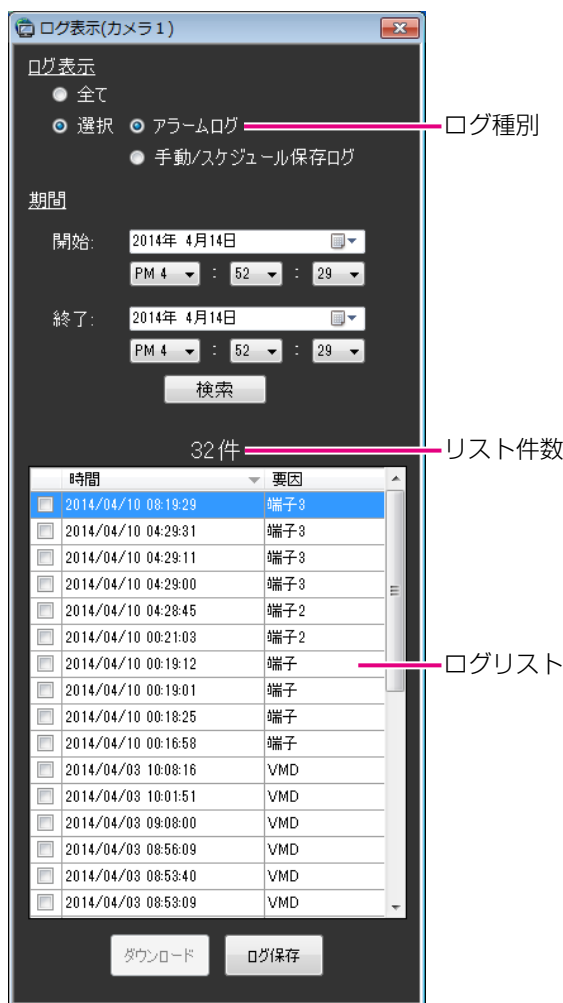 ログ表示(カメラ１)
ログ表示
全て
選択 アラームログ ログ種別
手動/スケジュール保存ログ
期間
開始: 2014年 4月14日
PM 4 : 52 : 29
終了: 2014年 4月14日
PM 4 : 52 : 29
検索
32件 リスト件数
時間 要因
2014/04/10 08:19:29 端子3
2014/04/10 04:29:31 端子3
2014/04/10 04:29:11 端子3
2014/04/10 04:29:00 端子3
2014/04/10 04:28:45 端子2
2014/04/10 00:21:03 端子2
2014/04/10 00:19:12 端子 ログリスト
2014/04/10 00:19:01 端子
2014/04/10 00:18:25 端子
2014/04/10 00:16:58 端子
2014/04/03 10:08:16 VMD
2014/04/03 10:01:51 VMD
2014/04/03 09:08:00 VMD
2014/04/03 08:56:09 VMD
2014/04/03 08:53:40 VMD
2014/04/03 08:53:09 VMD
ダウンロード ログ保存